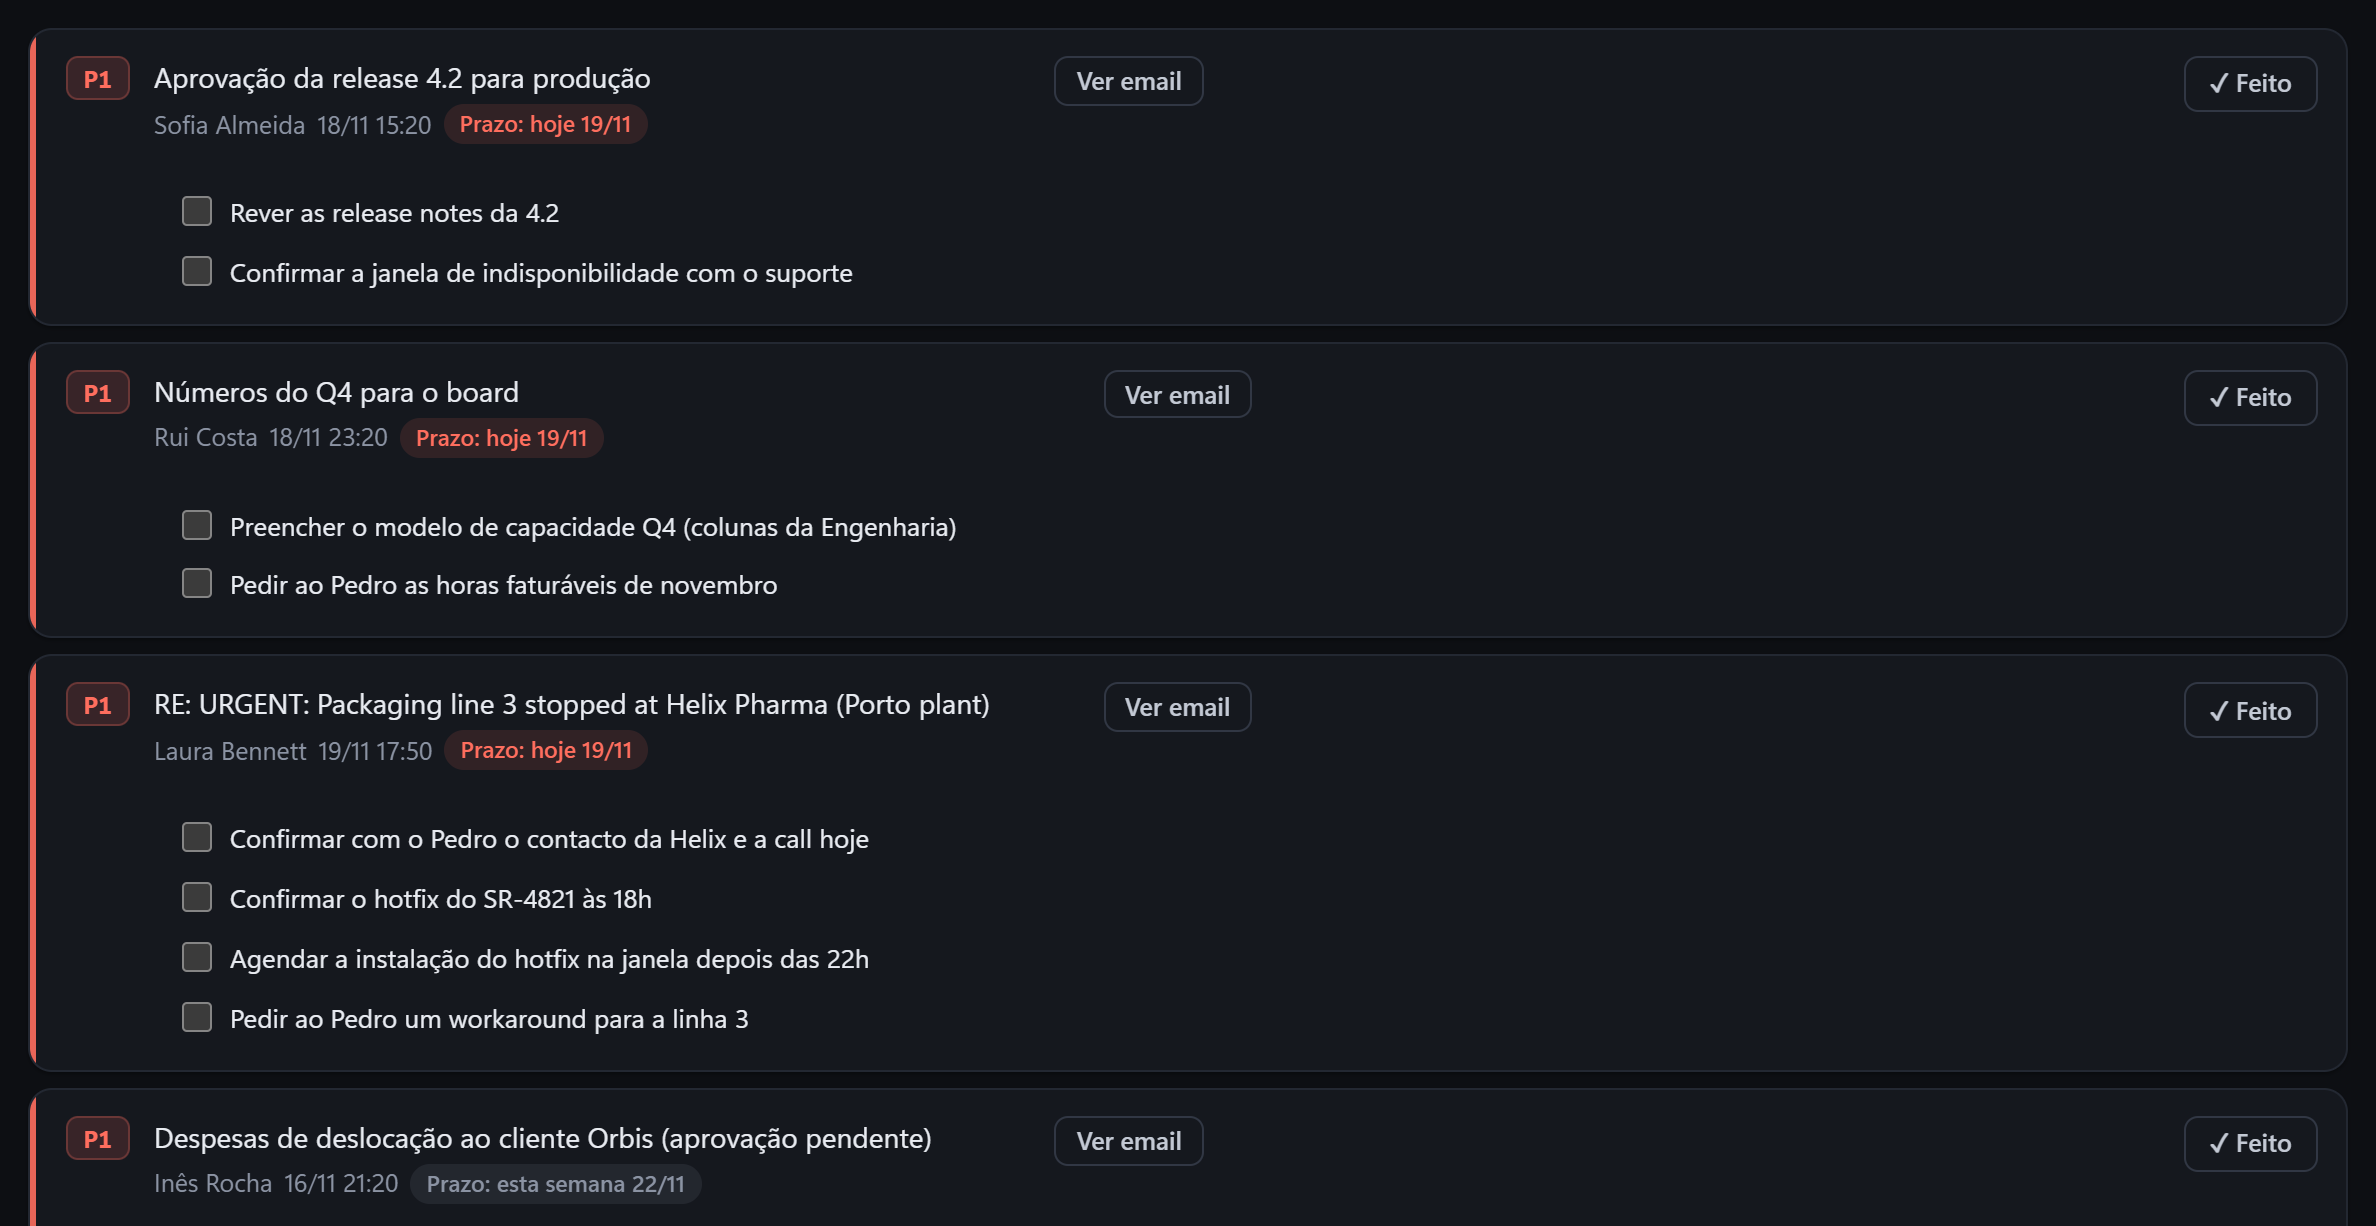 P1 Aprovação da release 4.2 para produção Ver email ✓ Feito
Sofia Almeida 18/11 15:20 Prazo: hoje 19/11
Rever as release notes da 4.2
Confirmar a janela de indisponibilidade com o suporte
P1 Números do Q4 para o board Ver email ✓ Feito
Rui Costa 18/11 23:20 Prazo: hoje 19/11
Preencher o modelo de capacidade Q4 (colunas da Engenharia)
Pedir ao Pedro as horas faturáveis de novembro
P1 RE: URGENT: Packaging line 3 stopped at Helix Pharma (Porto plant) Ver email ✓ Feito
Laura Bennett 19/11 17:50 Prazo: hoje 19/11
Confirmar com o Pedro o contacto da Helix e a call hoje
Confirmar o hotfix do SR-4821 às 18h
Agendar a instalação do hotfix na janela depois das 22h
Pedir ao Pedro um workaround para a linha 3
P1 Despesas de deslocação ao cliente Orbis (aprovação pendente) Ver email ✓ Feito
Inês Rocha 16/11 21:20 Prazo: esta semana 22/11